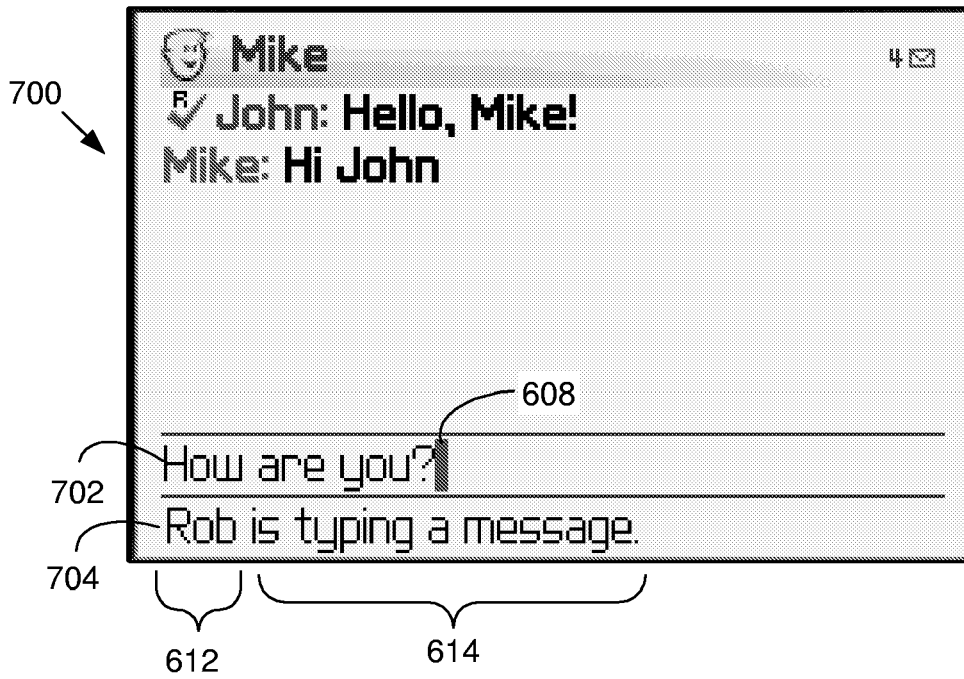 Mike 4
700
R John: Hello, Mike!
Mike: Hi John
608
How are you?
702
Rob is typing a message.
704
612 614